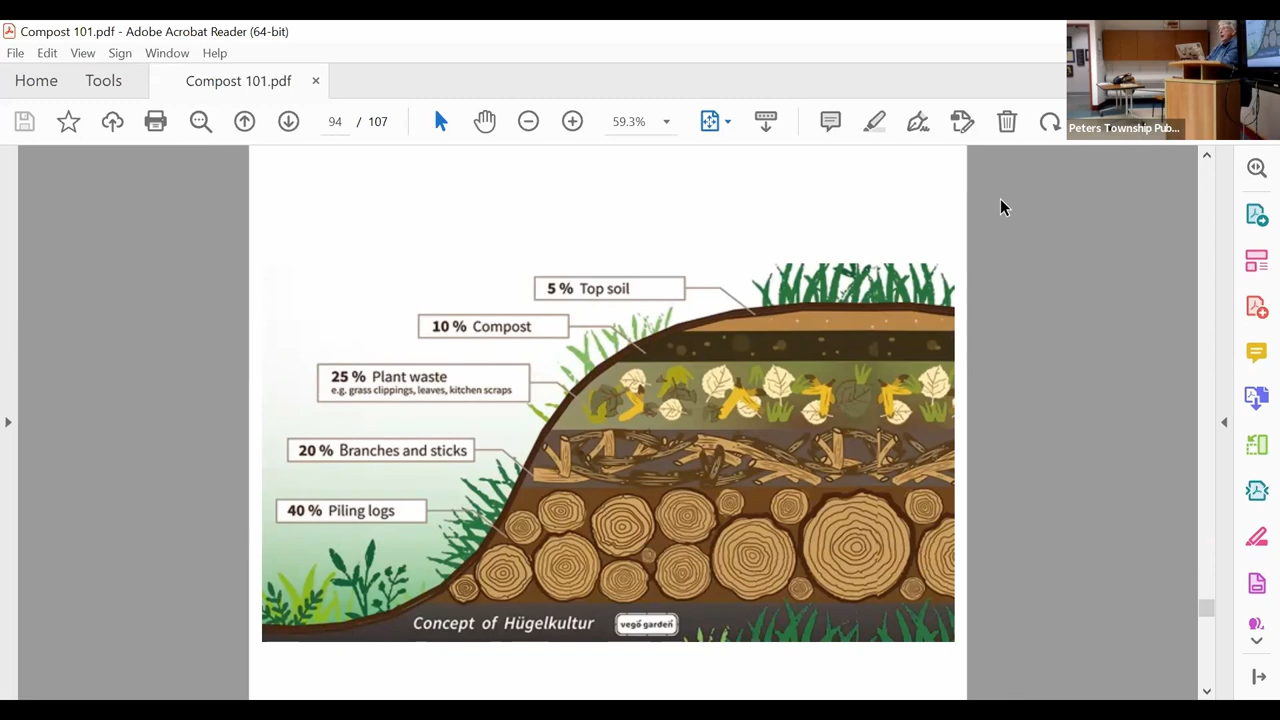 Compost 101.pdf - Adobe Acrobat Reader (64-bit)
File Edit View Sign Window Help
Home Tools Compost 101.pdf ×
94 / 107 59.3%
Peters Township Pub...
5 % Top soil
10 % Compost
25 % Plant waste
e.g. grass clippings, leaves, kitchen scraps
20 % Branches and sticks
40 % Piling logs
Concept of Hügelkultur vegō garden